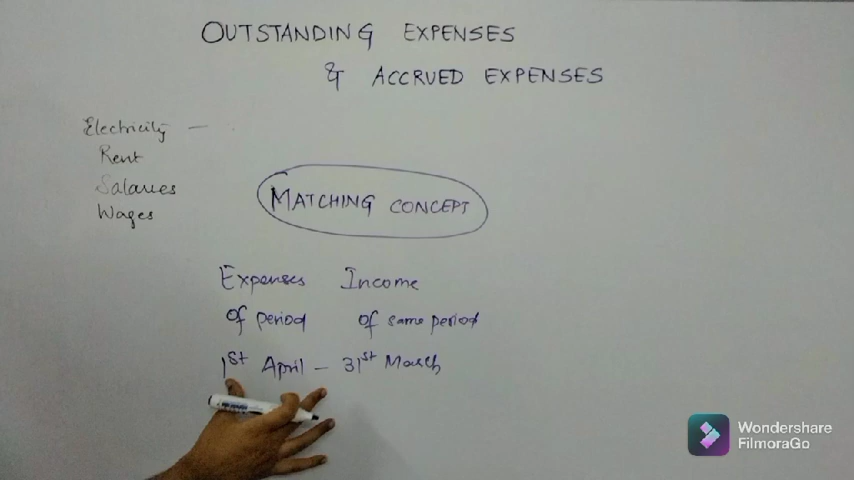 OUTSTANDING EXPENSES
& ACCRUED EXPENSES
Electricity —
Rent
Salaries
Wages
MATCHING CONCEPT
Expenses Income
of period of same period
1st April – 31st March
Wondershare
FilmoraGo